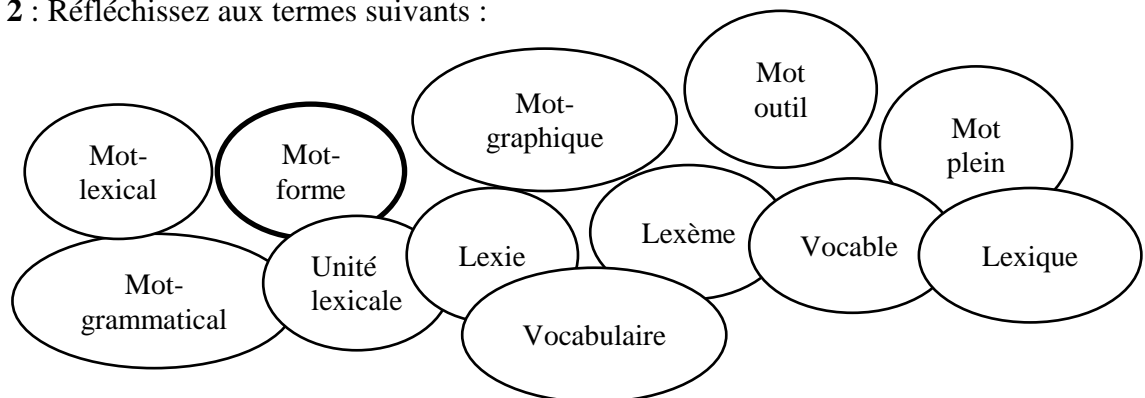 2 : Réfléchissez aux termes suivants :
Mot-
lexical
Mot-
forme
Mot-
graphique
Mot
outil
Mot
plein
Mot-
grammatical
Unité
lexicale
Lexie
Lexème
Vocable
Lexique
Vocabulaire